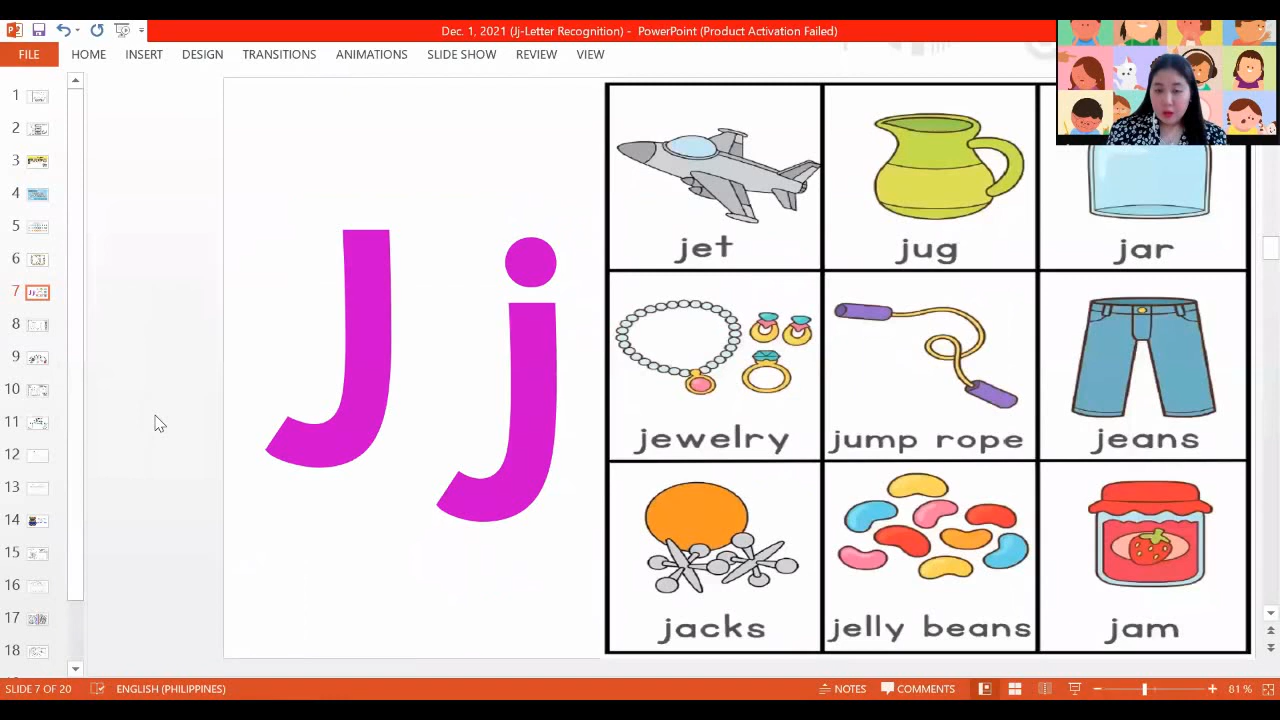 Dec. 1, 2021 (Jj-Letter Recognition) - PowerPoint (Product Activation Failed)
FILE HOME INSERT DESIGN TRANSITIONS ANIMATIONS SLIDE SHOW REVIEW VIEW
1
2
3
4
5
6
7
8
9
10
11
12
13
14
15
16
17
18
J j
jet jug jar
jewelry jump rope jeans
jacks jelly beans jam
SLIDE 7 OF 20 ENGLISH (PHILIPPINES) NOTES COMMENTS 81 %